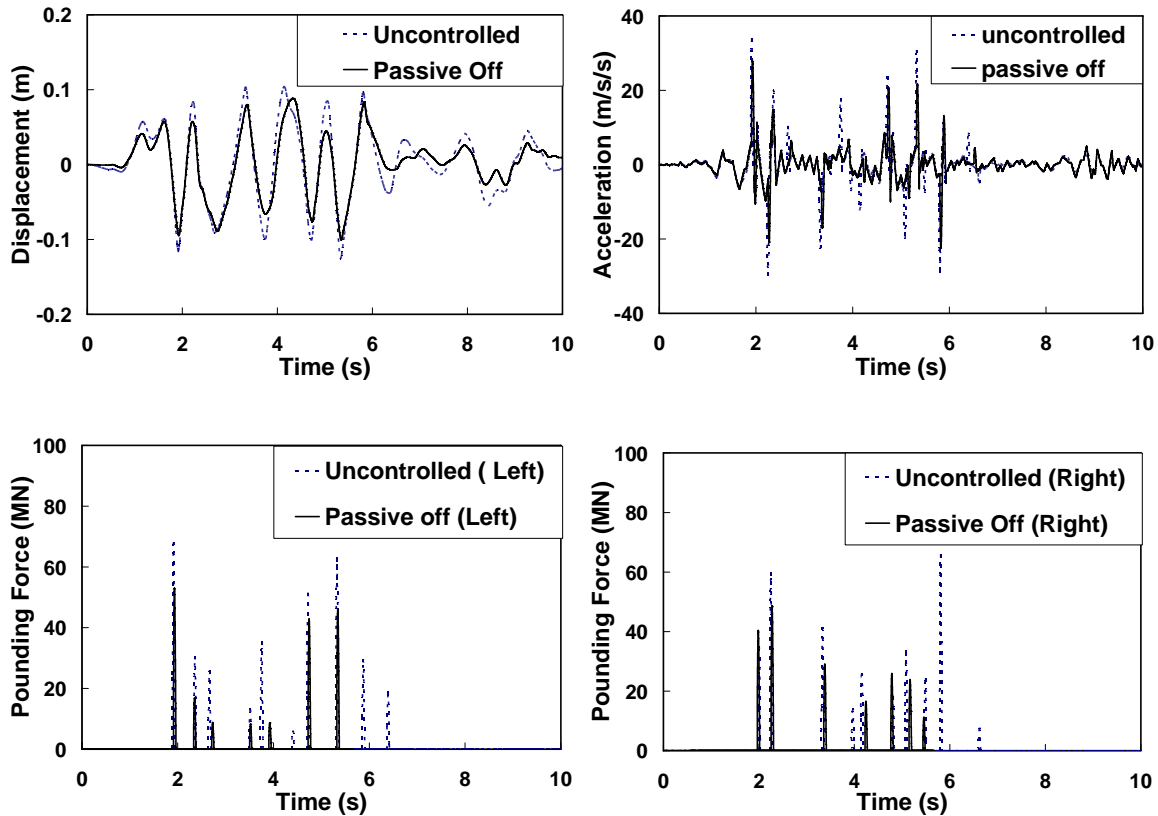 0.2
0.1
0
-0.1
-0.2
Displacement (m)
Uncontrolled
Passive Off
0 2 4 6 8 10
Time (s)
40
20
0
-20
-40
Acceleration (m/s/s)
uncontrolled
passive off
0 2 4 6 8 10
Time (s)
100
80
60
40
20
0
Pounding Force (MN)
Uncontrolled ( Left)
Passive off (Left)
0 2 4 6 8 10
Time (s)
100
80
60
40
20
0
Pounding Force (MN)
Uncontrolled (Right)
Passive Off (Right)
0 2 4 6 8 10
Time (s)